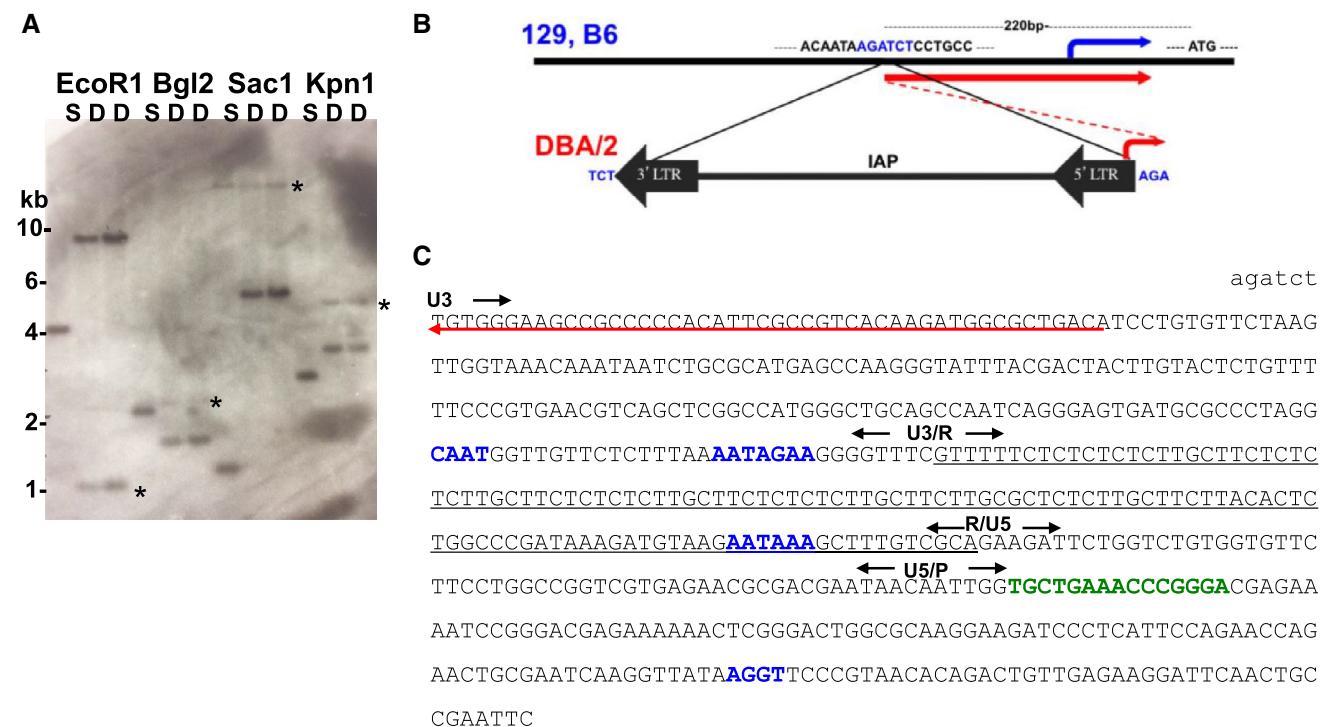 A
EcoR1 Bgl2 Sac1 Kpn1
S D D S D D S D D S D D
kb
10-
6-
4-
2-
1-
*
*
*
*
B
129, B6
220bp-
ACAATAAGATCTCCTGCC
ATG
DBA/2
IAP
TCT
3' LTR
5' LTR
AGA
C
agatct
U3
TGTGGGAAGCCGCCCCCACATTCGCCGTCACAAGATGGCGCTGACATCCTGTGTTCTAAG
TTGGTAAACAAATAATCTGCGCATGAGCCAAGGGTATTTACGACTACTTGTACTCTGTTT
TTCCCGTGAACGTCAGCTCGGCCATGGGCTGCAGCCAATCAGGGAGTGATGCGCCCTAGG
U3/R
CAATGGTTGTTCTCTTTAAAATAGAAGGGGTTTCGTTTTTCTCTCTCTCTTGCTTCTCTC
TCTTGCTTCTCTCTCTTGCTTCTCTCTCTTGCTTCTTGCGCTCTCTTGCTTCTTACACTC
R/U5
TGGCCCGATAAAGATGTAAGAATAAAGCTTTGTCGCAGAAGATTCTGGTCTGTGGTGTTC
U5/P
TTCCTGGCCGGTCGTGAGAACGCGACGAATAACAATTGGTGCTGAAACCCGGGACGAGAA
AATCCGGGACGAGAAAAAACTCGGGACTGGCGCAAGGAAGATCCCTCATTCCAGAACCAG
AACTGCGAATCAAGGTTATAAGGTTCCCGTAACACAGACTGTTGAGAAGGATTCAACTGC
CGAATTC